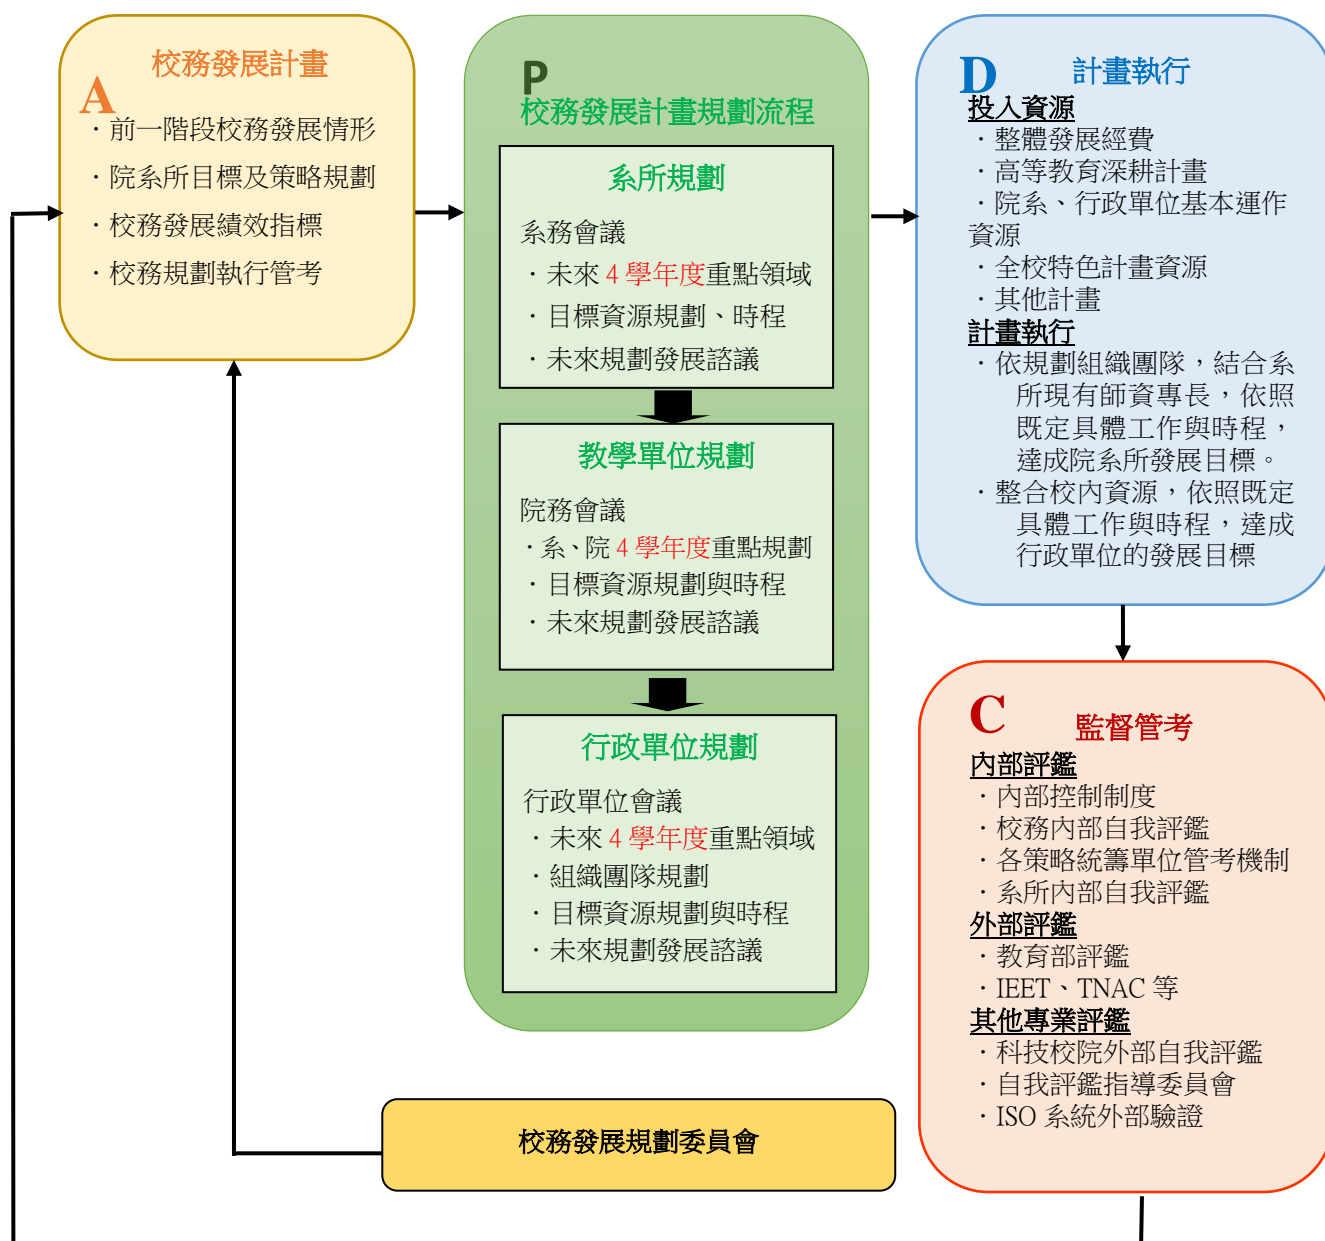 校務發展計畫
A
．前一階段校務發展情形
．院系所目標及策略規劃
．校務發展績效指標
．校務規劃執行管考
P
校務發展計畫規劃流程
系所規劃
系務會議
．未來 4 學年度重點領域
．目標資源規劃、時程
．未來規劃發展諮議
教學單位規劃
院務會議
．系、院 4 學年度重點規劃
．目標資源規劃與時程
．未來規劃發展諮議
行政單位規劃
行政單位會議
．未來 4 學年度重點領域
．組織團隊規劃
．目標資源規劃與時程
．未來規劃發展諮議
D
計畫執行
投入資源
．整體發展經費
．高等教育深耕計畫
．院系、行政單位基本運作
資源
．全校特色計畫資源
．其他計畫
計畫執行
．依規劃組織團隊，結合系
所現有師資專長，依照
既定具體工作與時程，
達成院系所發展目標。
．整合校內資源，依照既定
具體工作與時程，達成
行政單位的發展目標
C
監督管考
內部評鑑
．內部控制制度
．校務內部自我評鑑
．各策略統籌單位管考機制
．系所內部自我評鑑
外部評鑑
．教育部評鑑
．IEET、TNAC 等
其他專業評鑑
．科技校院外部自我評鑑
．自我評鑑指導委員會
．ISO 系統外部驗證
校務發展規劃委員會